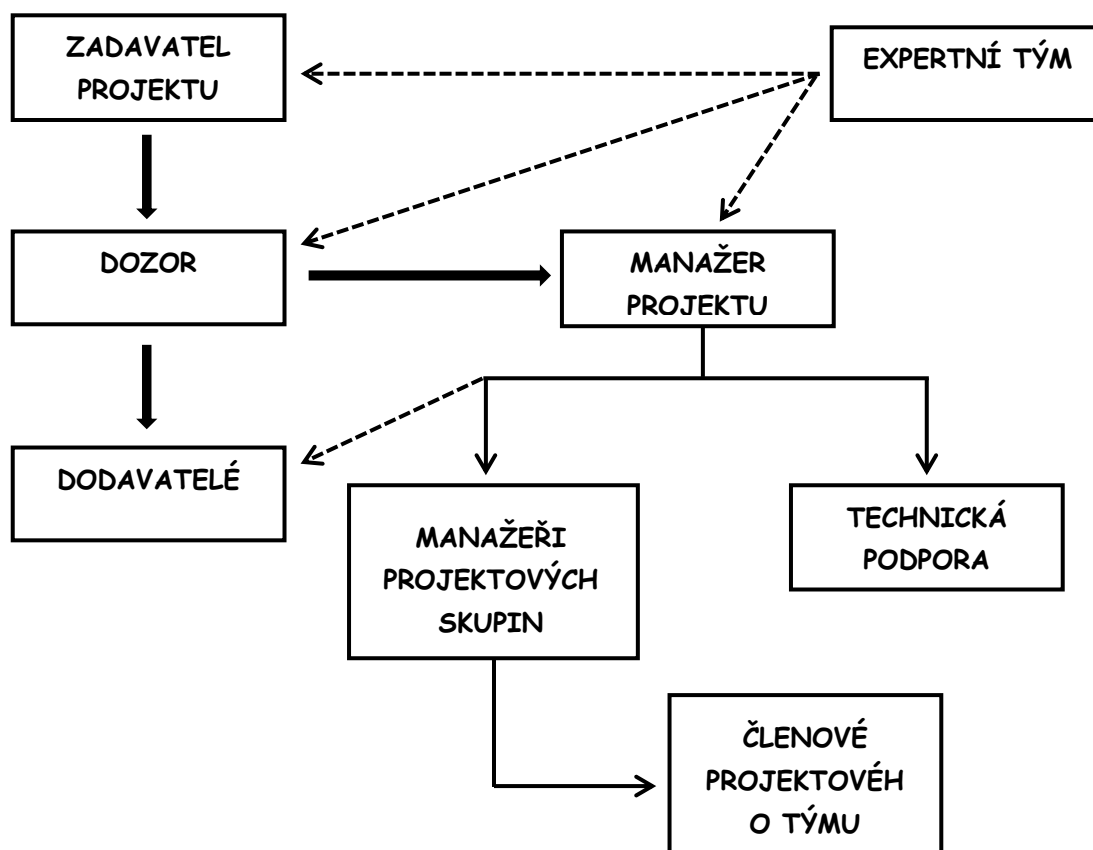 ZADAVATEL
PROJEKTU
EXPERTNÍ TÝM
DOZOR
MANAŽER
PROJEKTU
DODAVATELÉ
MANAŽEŘI
PROJEKTOVÝCH
SKUPIN
TECHNICKÁ
PODPORA
ČLENOVÉ
PROJEKTOVÉH
O TÝMU